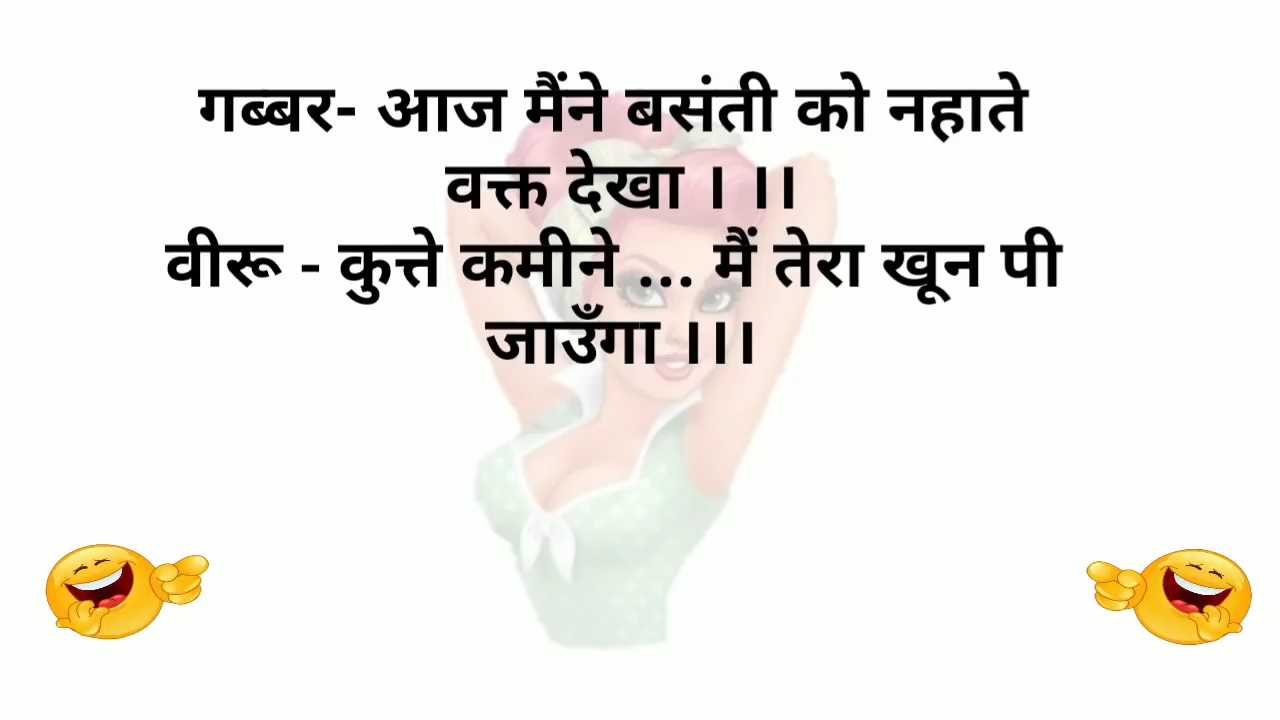 गब्बर- आज मैंने बसंती को नहाते
वक्त देखा । ।।
वीरू - कुत्ते कमीने ... मैं तेरा खून पी
जाउँगा ।।।